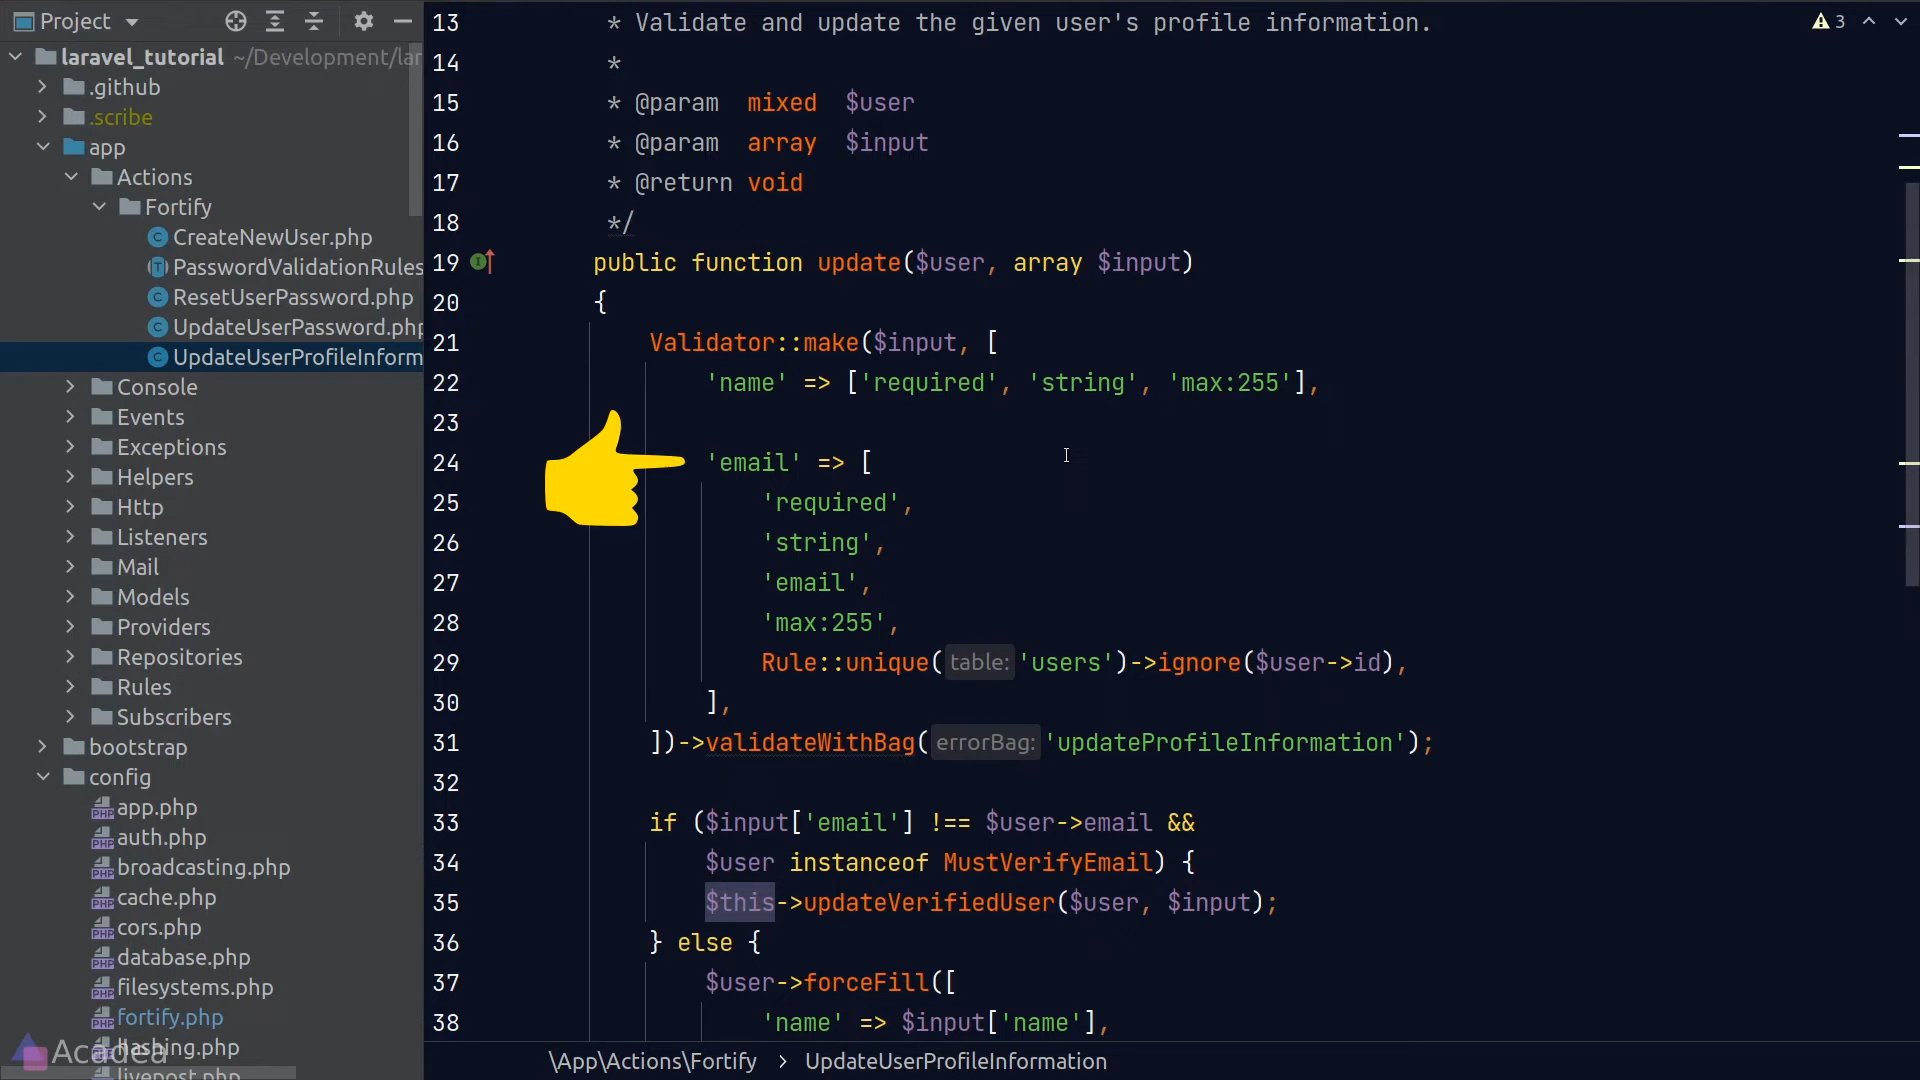 Project
laravel_tutorial ~/Development/lar
.github
.scribe
app
Actions
Fortify
CreateNewUser.php
PasswordValidationRules
ResetUserPassword.php
UpdateUserPassword.php
UpdateUserProfileInform
Console
Events
Exceptions
Helpers
Http
Listeners
Mail
Models
Providers
Repositories
Rules
Subscribers
bootstrap
config
app.php
auth.php
broadcasting.php
cache.php
cors.php
database.php
filesystems.php
fortify.php
hashing.php
livepost.php
Acadea
3
13 * Validate and update the given user's profile information.
14 *
15 * @param  mixed  $user
16 * @param  array  $input
17 * @return void
18 */
19 public function update($user, array $input)
20 {
21 Validator::make($input, [
22 'name' => ['required', 'string', 'max:255'],
23
24 'email' => [
25 'required',
26 'string',
27 'email',
28 'max:255',
29 Rule::unique( table: 'users')->ignore($user->id),
30 ],
31 ])->validateWithBag( errorBag: 'updateProfileInformation');
32
33 if ($input['email'] !== $user->email &&
34 $user instanceof MustVerifyEmail) {
35 $this->updateVerifiedUser($user, $input);
36 } else {
37 $user->forceFill([
38 'name' => $input['name'],
\App\Actions\Fortify > UpdateUserProfileInformation